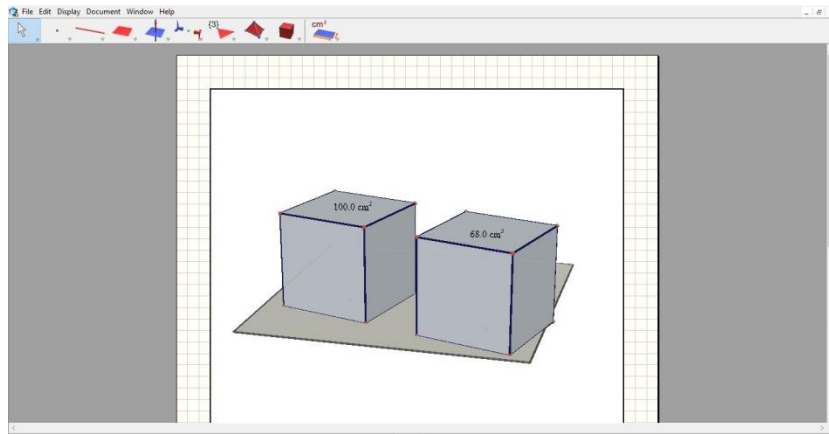 File Edit Display Document Window Help
{3}
cm²
100.0 cm²
68.0 cm²